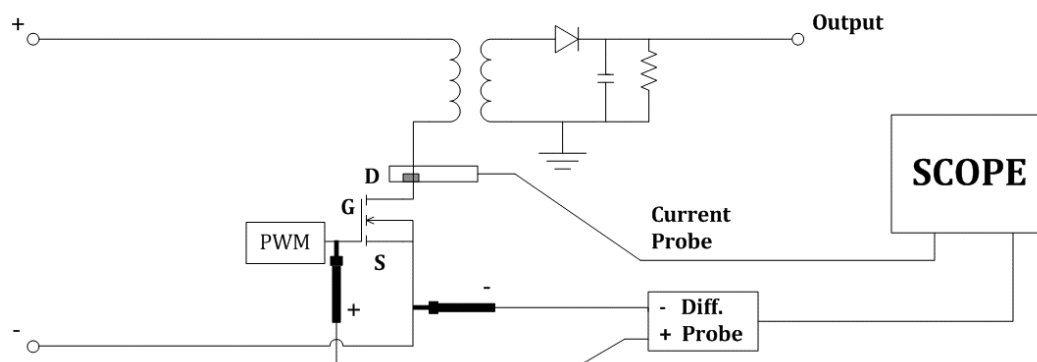 +
Output
D
SCOPE
G
Current
Probe
PWM
S
+
-
- Diff.
+ Probe
-